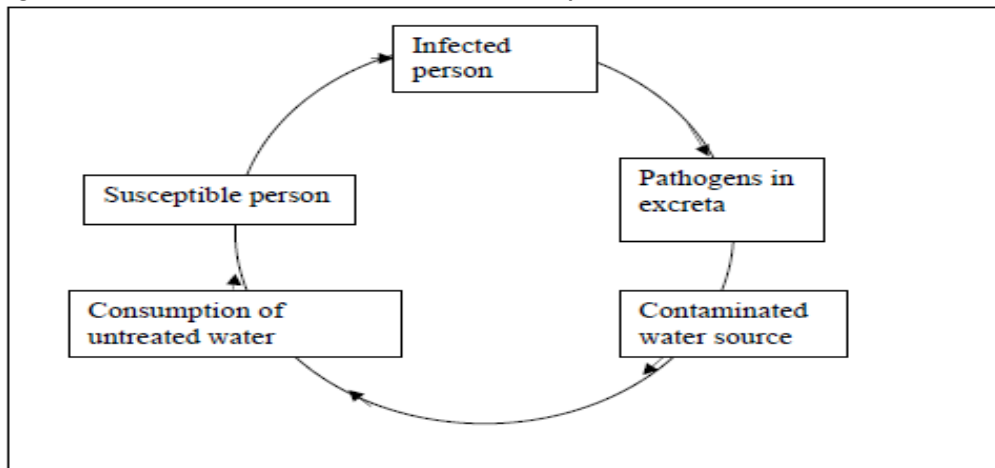 Infected
person
Pathogens in
excreta
Contaminated
water source
Consumption of
untreated water
Susceptible person